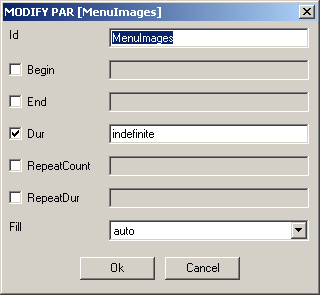 MODIFY PAR [MenuImages]
Id MenuImages
Begin
End
Dur indefinite
RepeatCount
RepeatDur
Fill auto
Ok Cancel